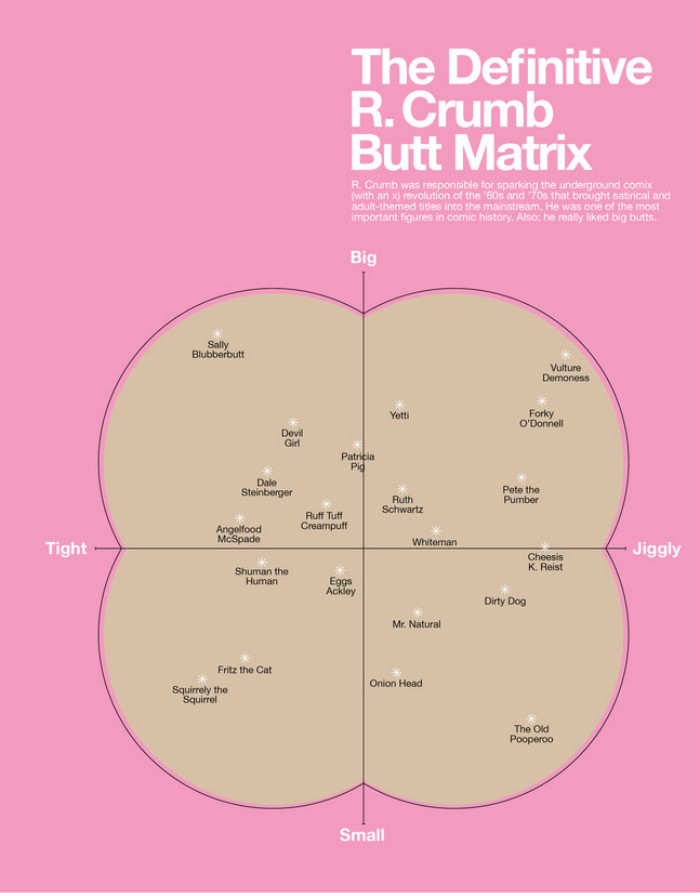 The Definitive
R. Crumb
Butt Matrix
R. Crumb was responsible for sparking the underground comix
(with an x) revolution of the '60s and '70s that brought satirical and
adult-themed titles into the mainstream. He was one of the most
important figures in comic history. Also: he really liked big butts.
Big
Sally
Blubberbutt
Vulture
Demoness
Yetti
Forky
O'Donnell
Devil
Girl
Patricia
Pig
Dale
Steinberger
Pete the
Pumber
Ruth
Schwartz
Ruff Tuff
Creampuff
Angelfood
McSpade
Whiteman
Tight
Jiggly
Cheesis
K. Reist
Shuman the
Human
Eggs
Ackley
Dirty Dog
Mr. Natural
Fritz the Cat
Onion Head
Squirrely the
Squirrel
The Old
Pooperoo
Small